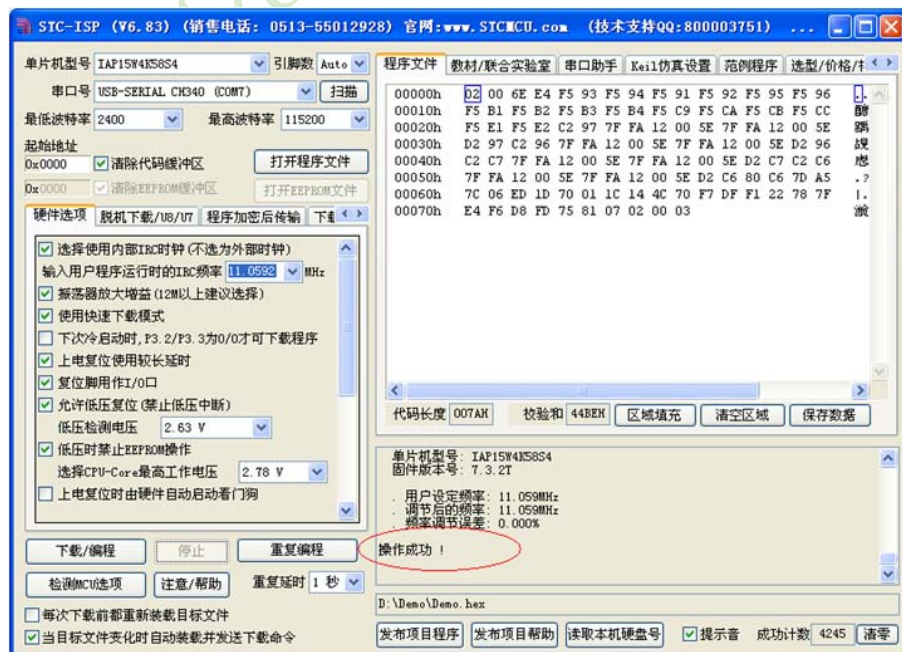 STC-ISP (V6.83) (销售电话: 0513-55012928) 官网:www.STCMCU.com (技术支持QQ:800003751) ...
单片机型号 IAP15W4K58S4 引脚数 Auto
串口号 USB-SERIAL CH340 (COM7) 扫描
最低波特率 2400 最高波特率 115200
起始地址
0x0000 清除代码缓冲区 打开程序文件
0x0000 清除EEPROM缓冲区 打开EEPROM文件
硬件选项 脱机下载/U8/U7 程序加密后传输
选择使用内部IRC时钟(不选为外部时钟)
输入用户程序运行时的IRC频率 11.0592 MHz
振荡器放大增益(12M以上建议选择)
使用快速下载模式
下次冷启动时,P3.2/P3.3为0/0才可下载程序
上电复位使用较长延时
复位脚用作I/O口
允许低压复位(禁止低压中断)
低压检测电压 2.63 V
低压时禁止EEPROM操作
选择CPU-Core最高工作电压 2.78 V
上电复位时由硬件自动启动看门狗
下载/编程 停止 重复编程
检测MCU选项 注意/帮助 重复延时 1 秒
每次下载前都重新装载目标文件
当目标文件变化时自动装载并发送下载命令
程序文件 教材/联合实验室 串口助手 Keil仿真设置 范例程序 选型/价格/
00000h 02 00 6E E4 F5 93 F5 94 F5 91 F5 92 F5 95 F5 96
00010h F5 B1 F5 B2 F5 B3 F5 B4 F5 C9 F5 CA F5 CB F5 CC
00020h F5 E1 F5 E2 C2 97 7F FA 12 00 5E 7F FA 12 00 5E
00030h D2 97 C2 96 7F FA 12 00 5E 7F FA 12 00 5E D2 96
00040h C2 C7 7F FA 12 00 5E 7F FA 12 00 5E D2 C7 C2 C6
00050h 7F FA 12 00 5E 7F FA 12 00 5E D2 C6 80 C6 7D A5
00060h 7C 06 ED 1D 70 01 1C 14 4C 70 F7 DF F1 22 78 7F
00070h E4 F6 D8 FD 75 81 07 02 00 03
代码长度 007AH 校验和 44BEH 区域填充 清空区域 保存数据
单片机型号: IAP15W4K58S4
固件版本号: 7.3.2T
. 用户设定频率: 11.059MHz
. 调节后的频率: 11.059MHz
. 频率调节误差: 0.000%
操作成功 !
D:\Demo\Demo.hex
发布项目程序 发布项目帮助 读取本机硬盘号 提示音 成功计数 4245 清零